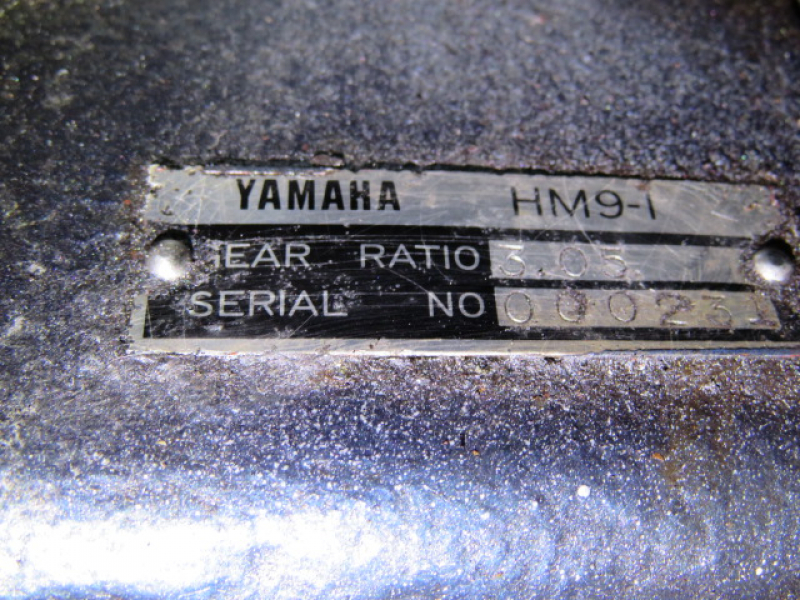 YAMAHA HM9-1
GEAR RATIO 3.05
SERIAL NO 000231